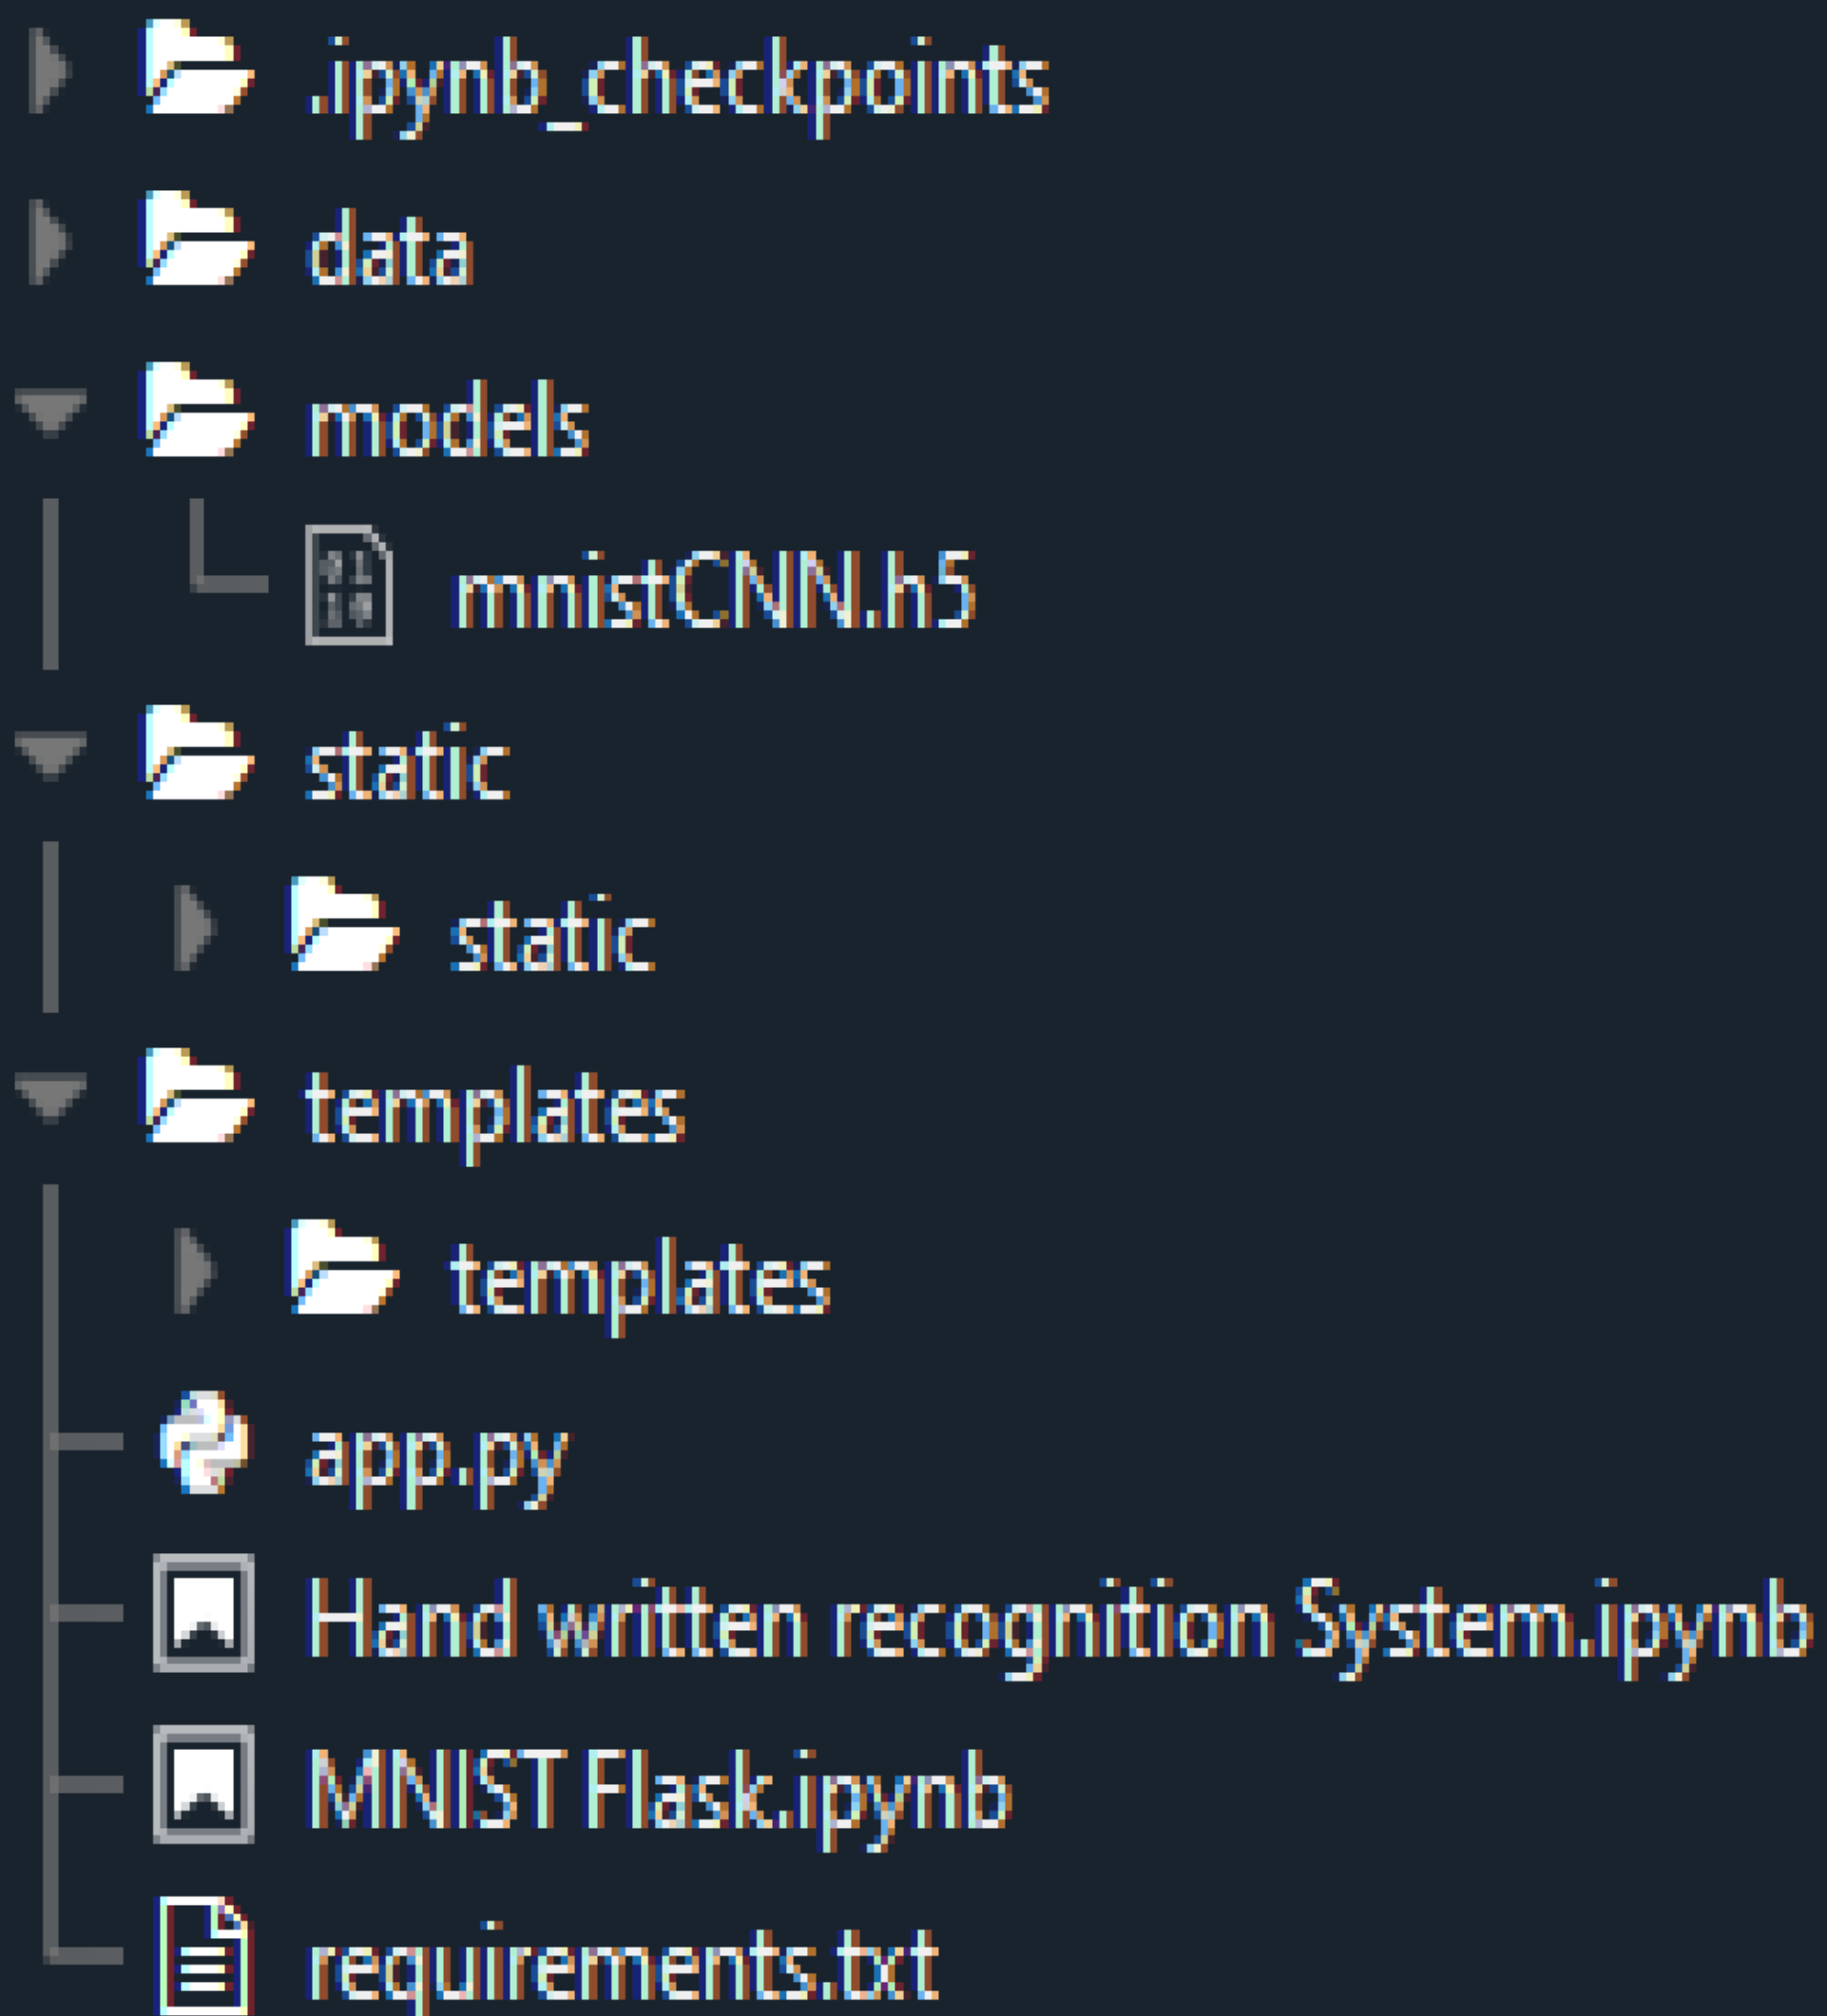 .ipynb_checkpoints
data
models
mnistCNN.h5
static
static
templates
templates
app.py
Hand written recognition System.ipynb
MNIST Flask.ipynb
requirements.txt